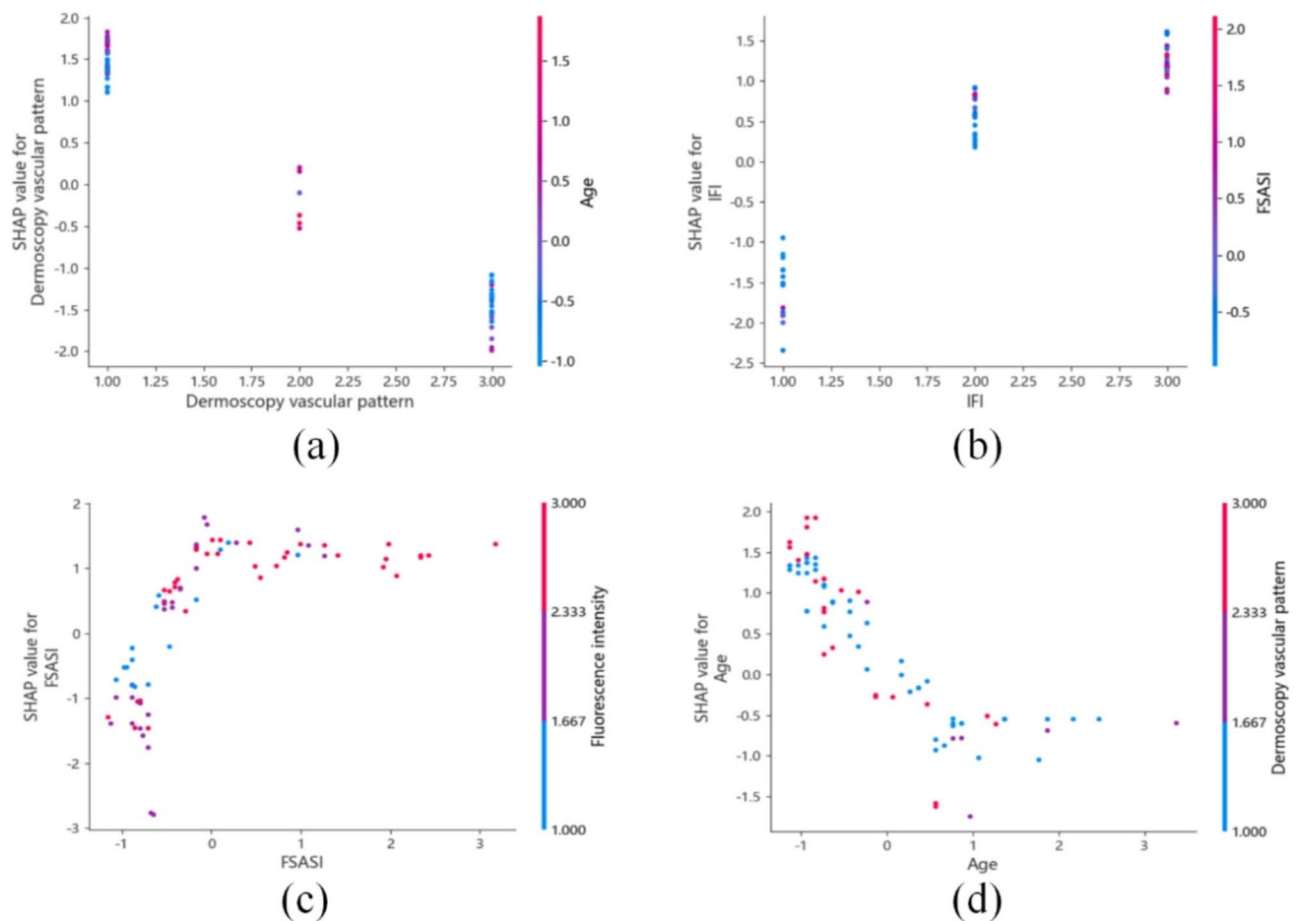 2.0
1.5
1.0
0.5
0.0
-0.5
-1.0
-1.5
-2.0
SHAP value for
Dermoscopy vascular pattern
1.00 1.25 1.50 1.75 2.00 2.25 2.50 2.75 3.00
Dermoscopy vascular pattern
1.5
1.0
0.5
0.0
-0.5
-1.0
Age
(a)
1.5
1.0
0.5
0.0
-0.5
-1.0
-1.5
-2.0
-2.5
SHAP value for
IFI
1.00 1.25 1.50 1.75 2.00 2.25 2.50 2.75 3.00
IFI
2.0
1.5
1.0
0.5
0.0
-0.5
FSASI
(b)
2
1
0
-1
-2
-3
SHAP value for
FSASI
-1 0 1 2 3
FSASI
3.000
2.333
1.667
1.000
Fluorescence intensity
(c)
2.0
1.5
1.0
0.5
0.0
-0.5
-1.0
-1.5
SHAP value for
Age
-1 0 1 2 3
Age
3.000
2.333
1.667
1.000
Dermoscopy vascular pattern
(d)